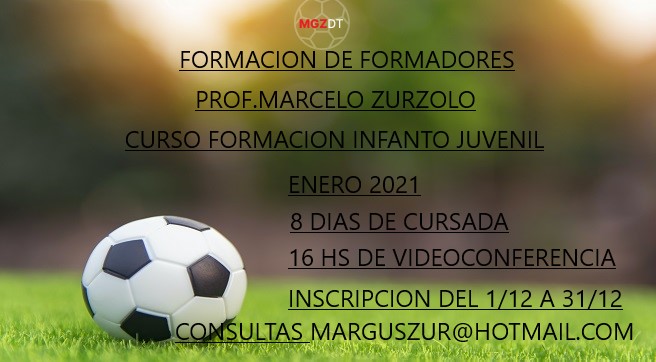 MGZDT
FORMACION DE FORMADORES
PROF.MARCELO ZURZOLO
CURSO FORMACION INFANTO JUVENIL
ENERO 2021
8 DIAS DE CURSADA
16 HS DE VIDEOCONFERENCIA
INSCRIPCION DEL 1/12 A 31/12
CONSULTAS MARGUSZUR@HOTMAIL.COM